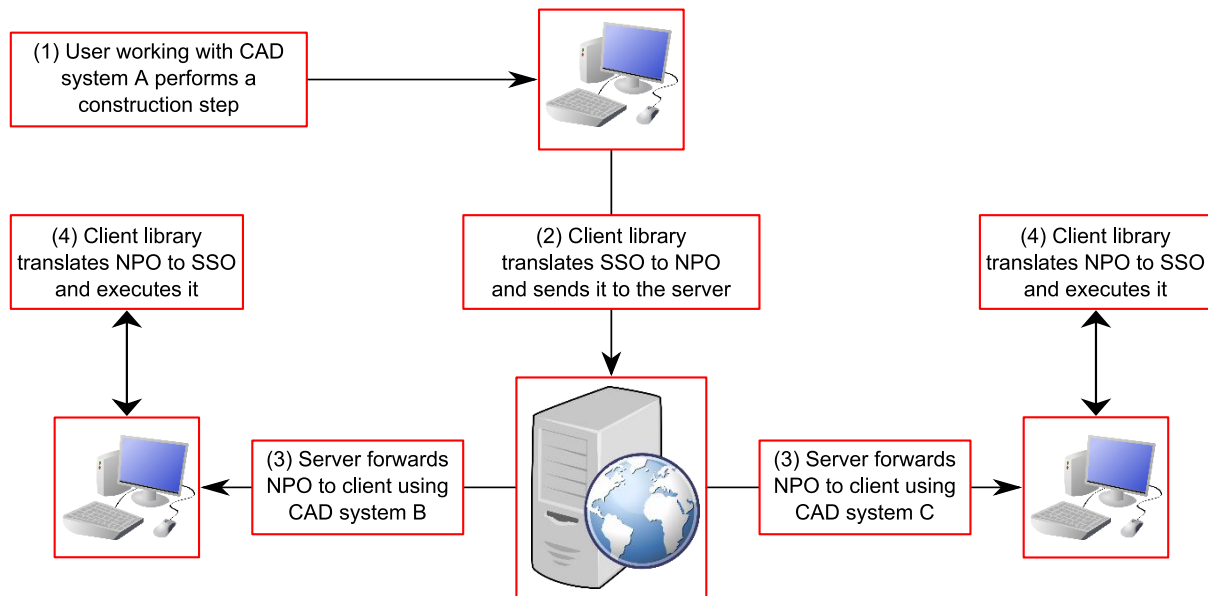 (1) User working with CAD
system A performs a
construction step
(4) Client library
translates NPO to SSO
and executes it
(2) Client library
translates SSO to NPO
and sends it to the server
(4) Client library
translates NPO to SSO
and executes it
(3) Server forwards
NPO to client using
CAD system B
(3) Server forwards
NPO to client using
CAD system C